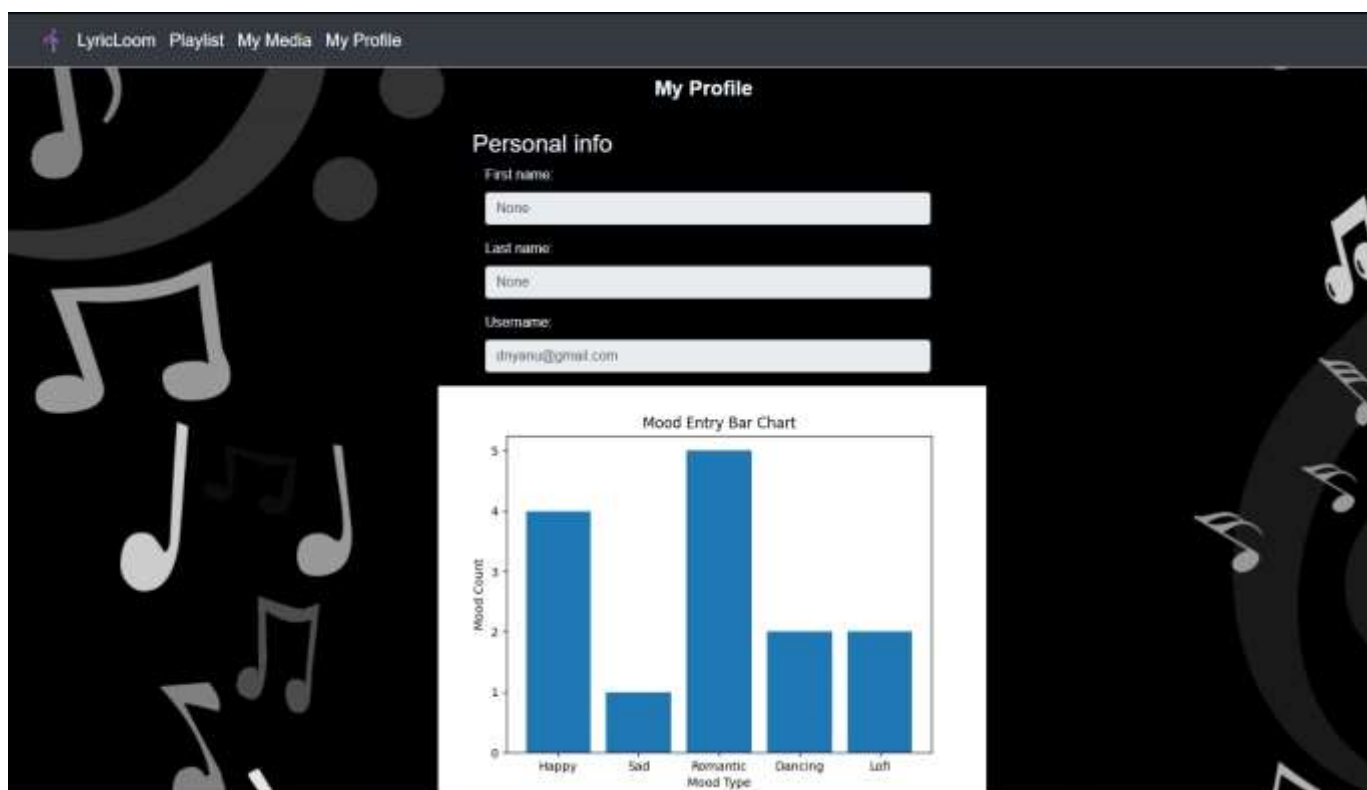 LyricLoom Playlist My Media My Profile
My Profile
Personal info
First name:
None
Last name:
None
Username:
dnyanu@gmail.com
Mood Entry Bar Chart
5
4
3
2
1
0
Mood Count
Happy Sad Romantic Dancing Lofi
Mood Type